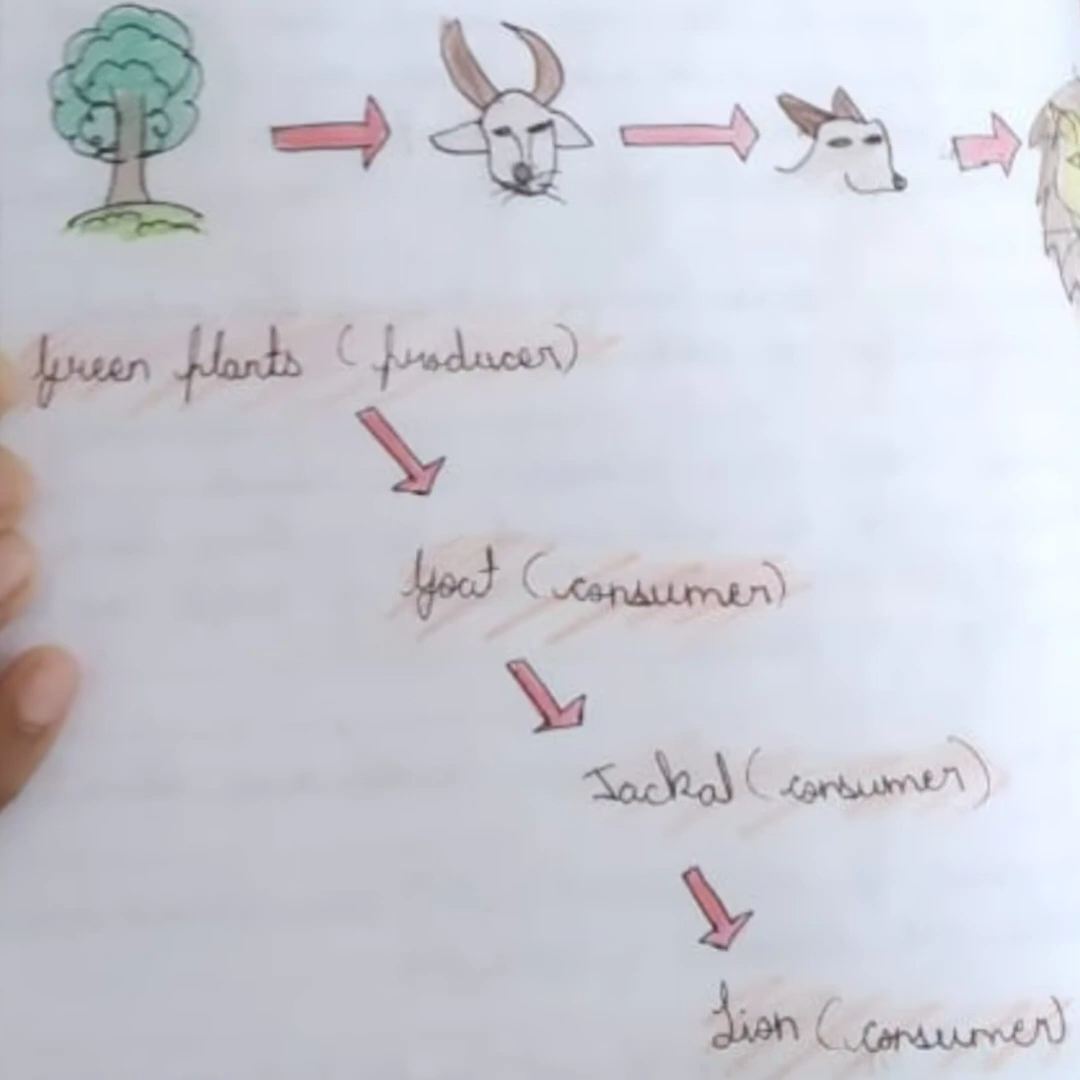 Green plants (producer)
Goat (consumer)
Jackal (consumer)
Lion (consumer)